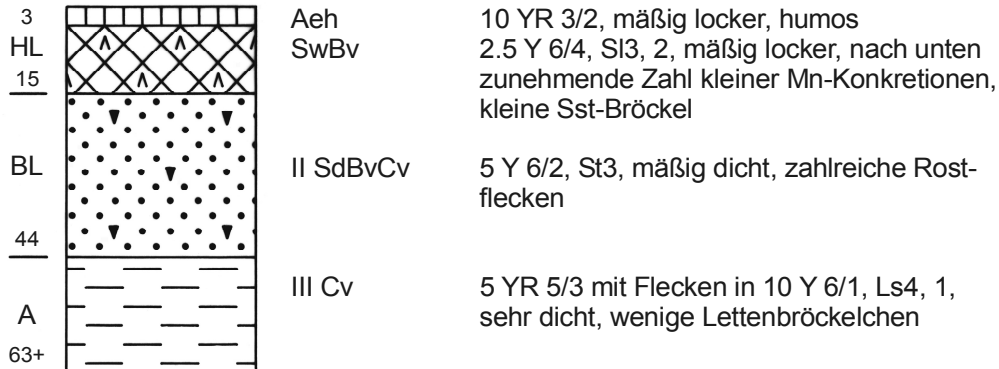 3 Aeh 10 YR 3/2, mäßig locker, humos
HL SwBv 2.5 Y 6/4, Sl3, 2, mäßig locker, nach unten
15 zunehmende Zahl kleiner Mn-Konkretionen,
kleine Sst-Bröckel
BL II SdBvCv 5 Y 6/2, St3, mäßig dicht, zahlreiche Rost-
flecken
44
III Cv 5 YR 5/3 mit Flecken in 10 Y 6/1, Ls4, 1,
A sehr dicht, wenige Lettenbröckelchen
63+